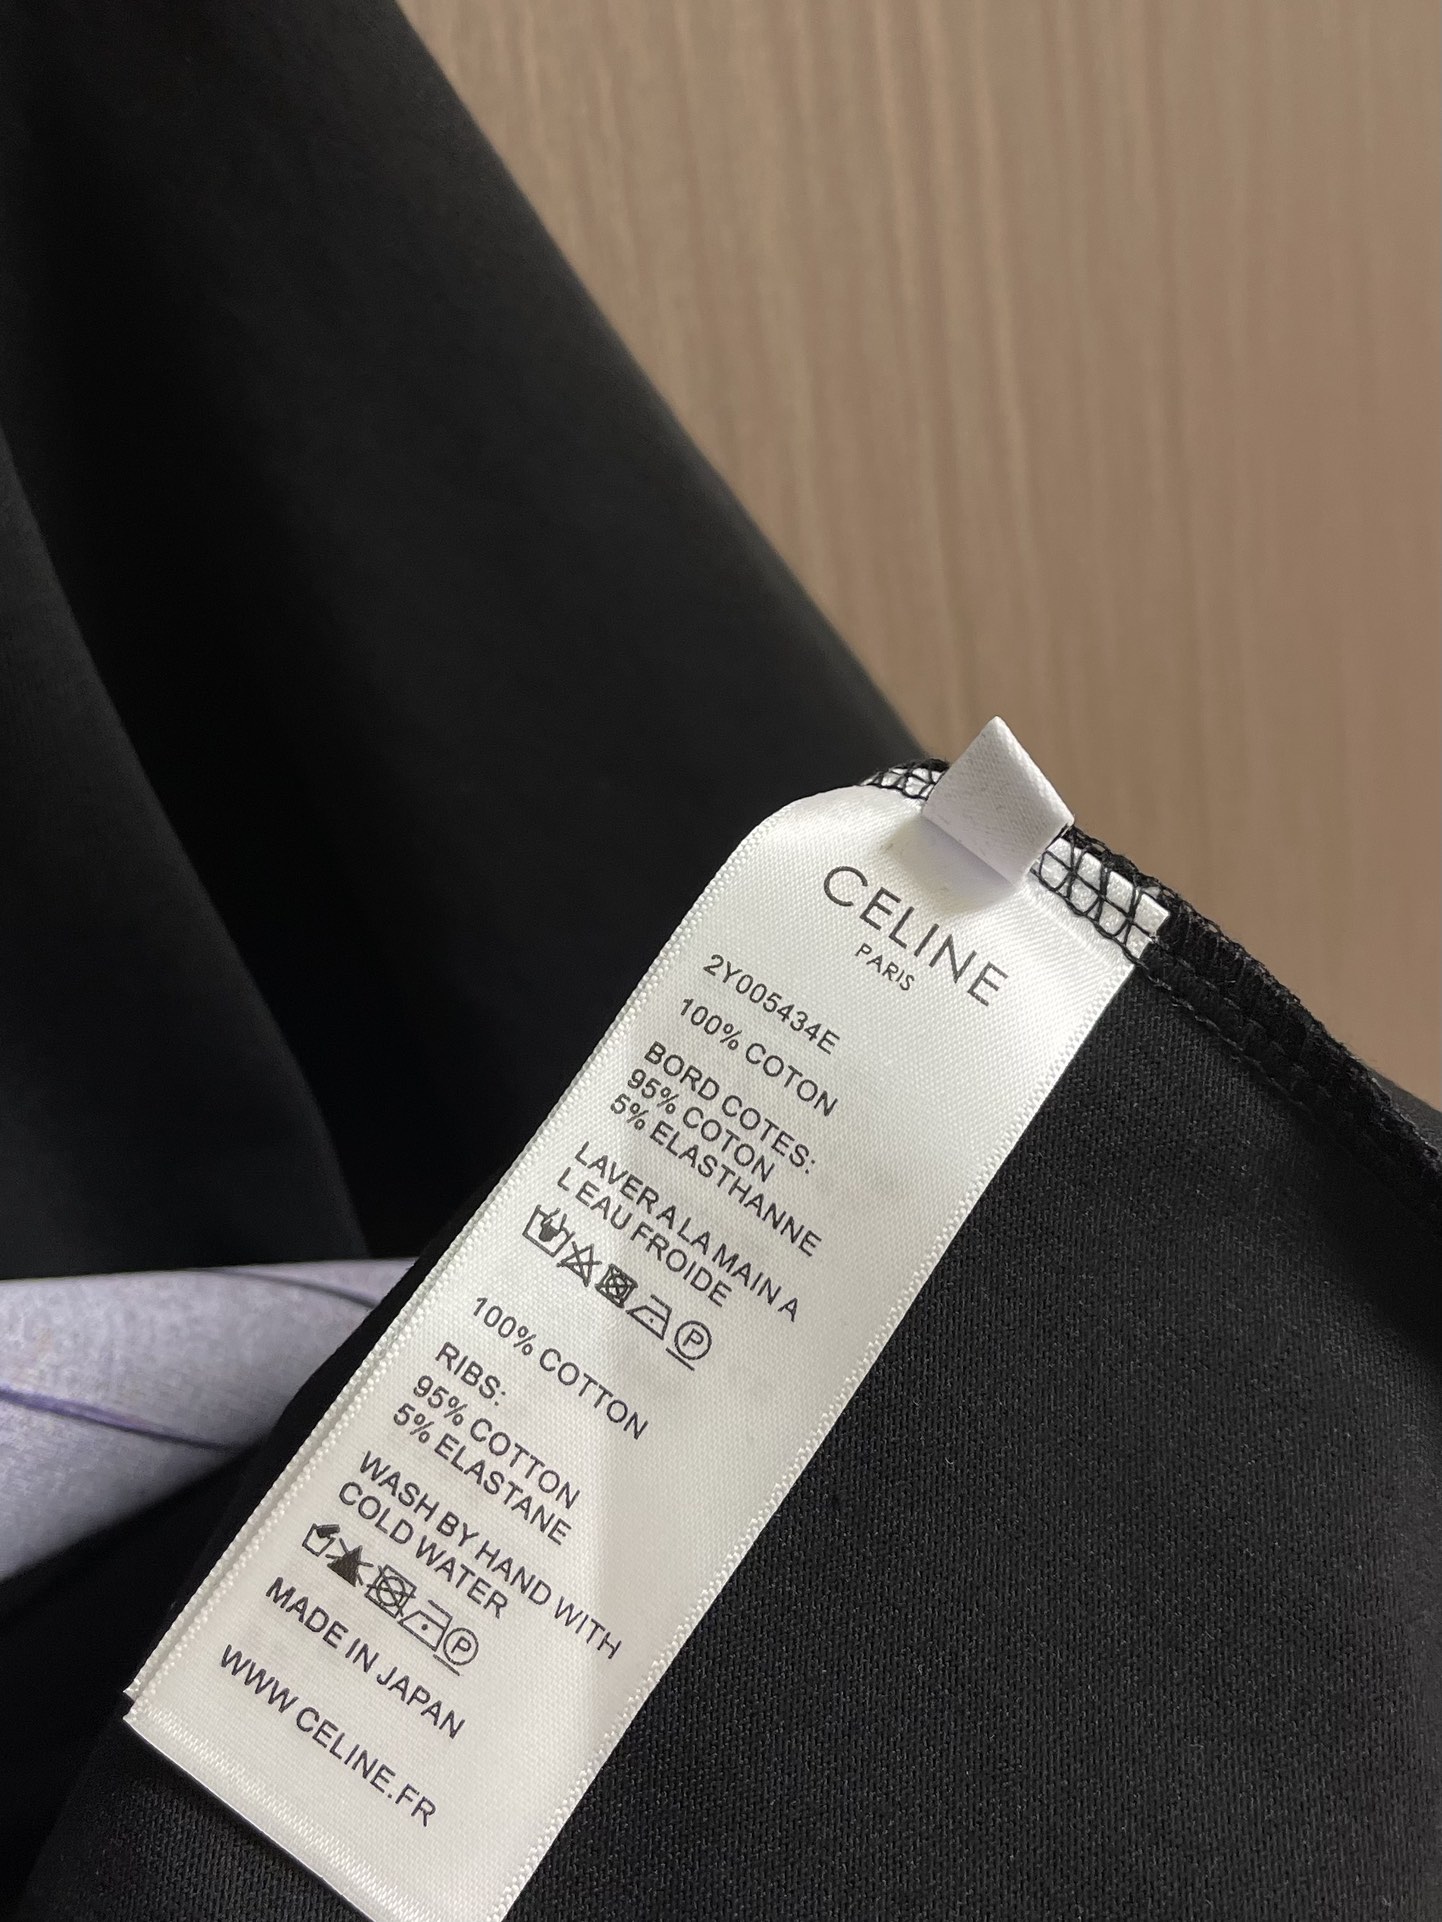 CELINE
PARIS
2Y005434E
100% COTON
BORD COTES:
95% COTON
5% ELASTHANNE
LAVER A LA MAIN A
L EAU FROIDE
P
100% COTTON
RIBS:
95% COTTON
5% ELASTANE
WASH BY HAND WITH
COLD WATER
P
MADE IN JAPAN
WWW.CELINE.FR